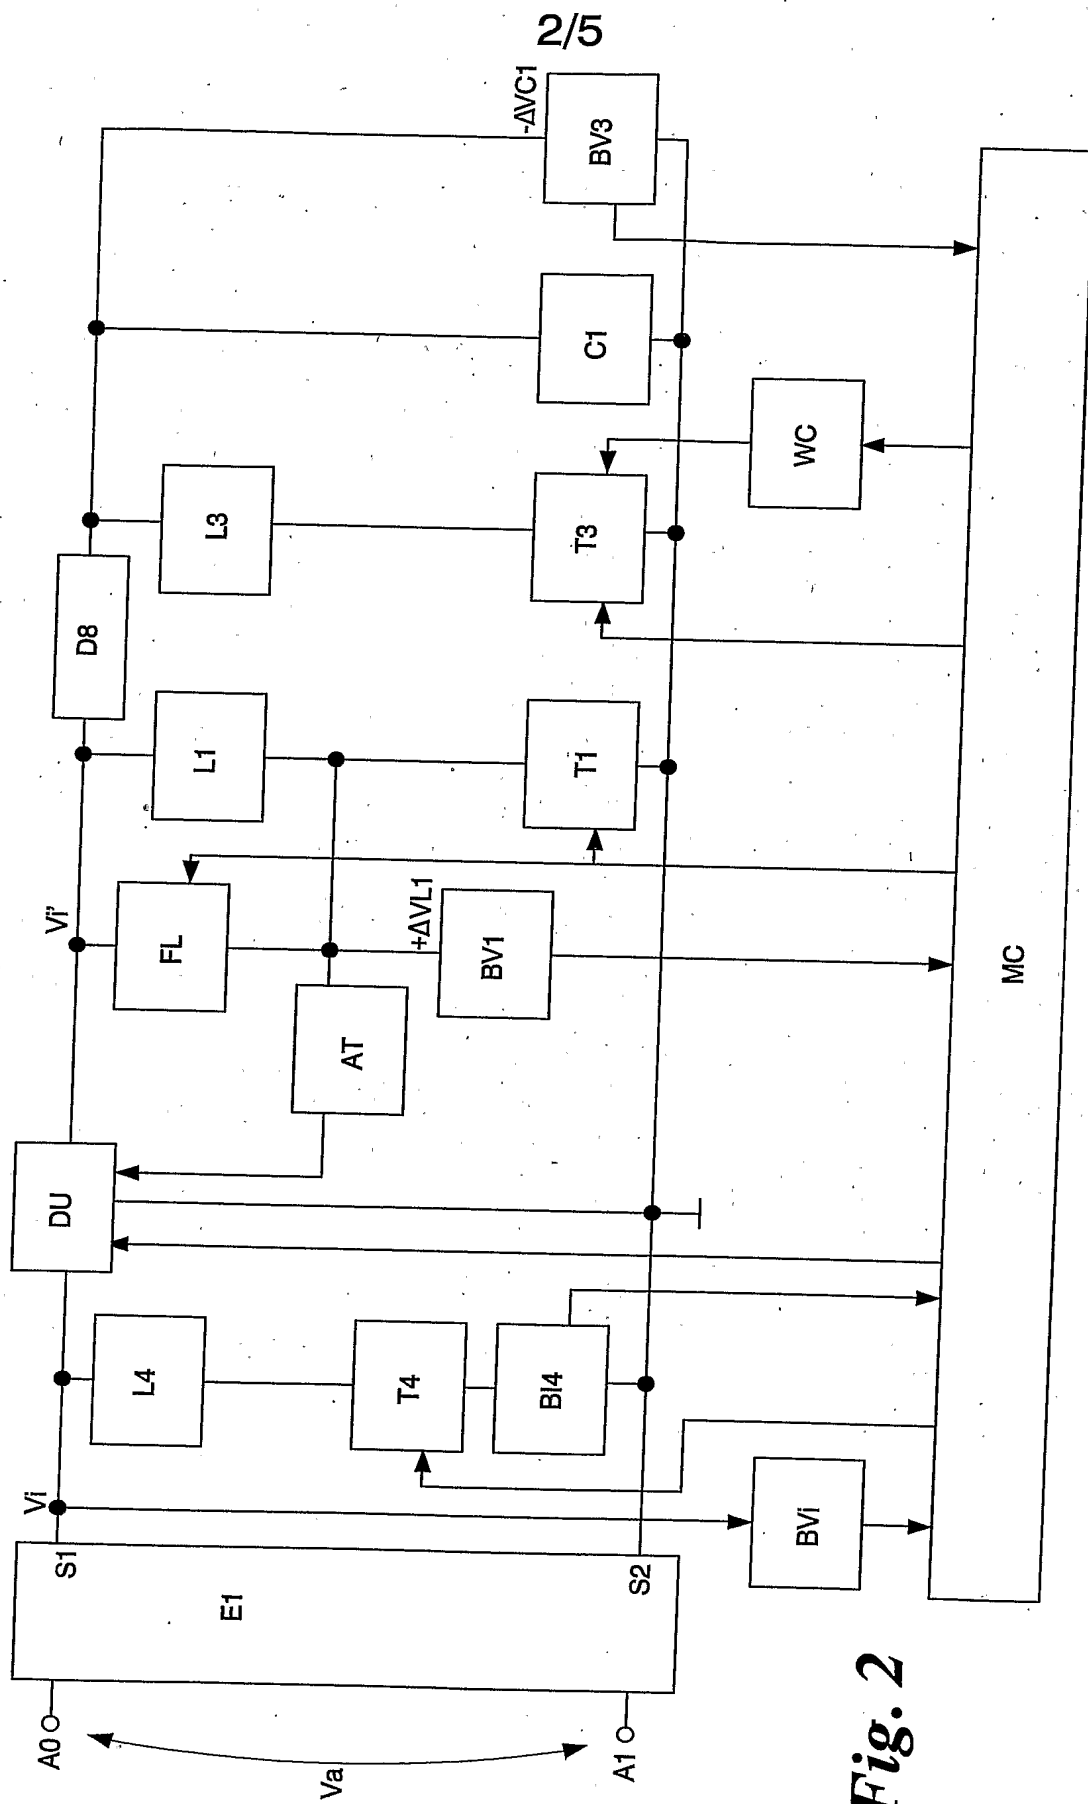 2/5
A0
A1
Va
E1
S1
S2
Vi
L4
T4
BI4
BVi
DU
AT
Vi'
FL
+ΔVL1
BV1
L1
T1
D8
L3
T3
WC
C1
-ΔVC1
BV3
MC
Fig. 2